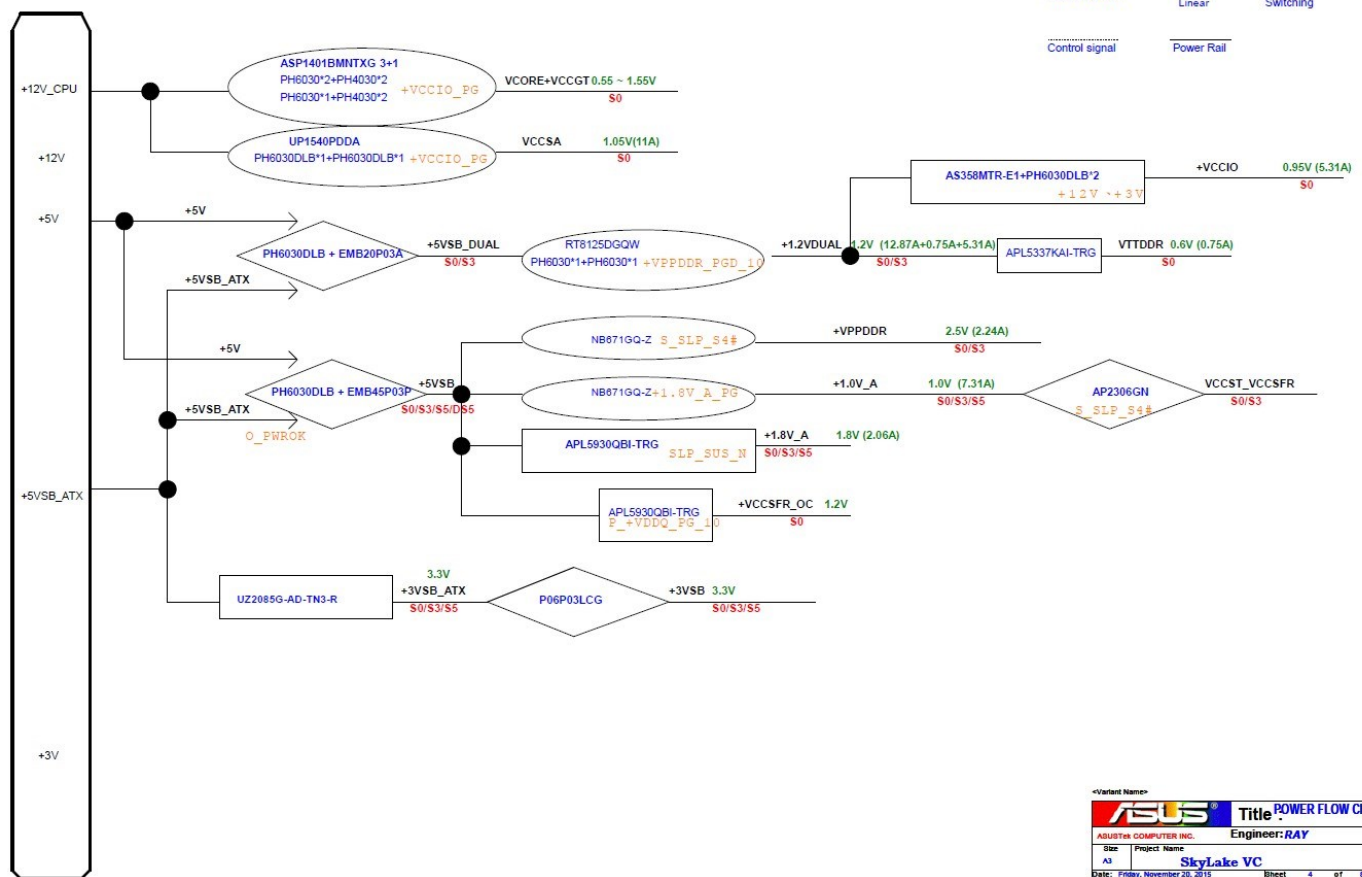 Linear Switching
Control signal Power Rail
+12V_CPU
+12V
+5V
+5VSB_ATX
+3V
ASP1401BMNTXG 3+1
PH6030*2+PH4030*2
PH6030*1+PH4030*2
+VCCIO_PG
VCORE+VCCGT 0.55 ~ 1.55V
S0
UP1540PDDA
PH6030DLB*1+PH6030DLB*1 +VCCIO_PG
VCCSA 1.05V(11A)
S0
AS358MTR-E1+PH6030DLB*2
+12V、+3V
+VCCIO 0.95V (5.31A)
S0
+5V
+5VSB_ATX
PH6030DLB + EMB20P03A
+5VSB_DUAL
S0/S3
RT8125DGQW
PH6030*1+PH6030*1 +VPPDDR_PGD_10
+1.2VDUAL 1.2V (12.87A+0.75A+5.31A)
S0/S3
APL5337KAI-TRG
VTTDDR 0.6V (0.75A)
S0
+5V
+5VSB_ATX
O_PWROK
PH6030DLB + EMB45P03P
+5VSB
S0/S3/S5/DS5
NB671GQ-Z S_SLP_S4#
+VPPDDR 2.5V (2.24A)
S0/S3
NB671GQ-Z +1.8V_A_PG
+1.0V_A 1.0V (7.31A)
S0/S3/S5
AP2306GN
S_SLP_S4#
VCCST_VCCSFR
S0/S3
APL5930QBI-TRG
SLP_SUS_N
+1.8V_A 1.8V (2.06A)
S0/S3/S5
APL5930QBI-TRG
P_+VDDQ_PG_10
+VCCSFR_OC 1.2V
S0
UZ2085G-AD-TN3-R
3.3V
+3VSB_ATX
S0/S3/S5
P06P03LCG
+3VSB 3.3V
S0/S3/S5
<Variant Name>
ASUS®
Title : POWER FLOW
ASUSTek COMPUTER INC. Engineer: RAY
Size Project Name
A3 SkyLake VC
Date: Friday, November 20, 2015 Sheet 4 of